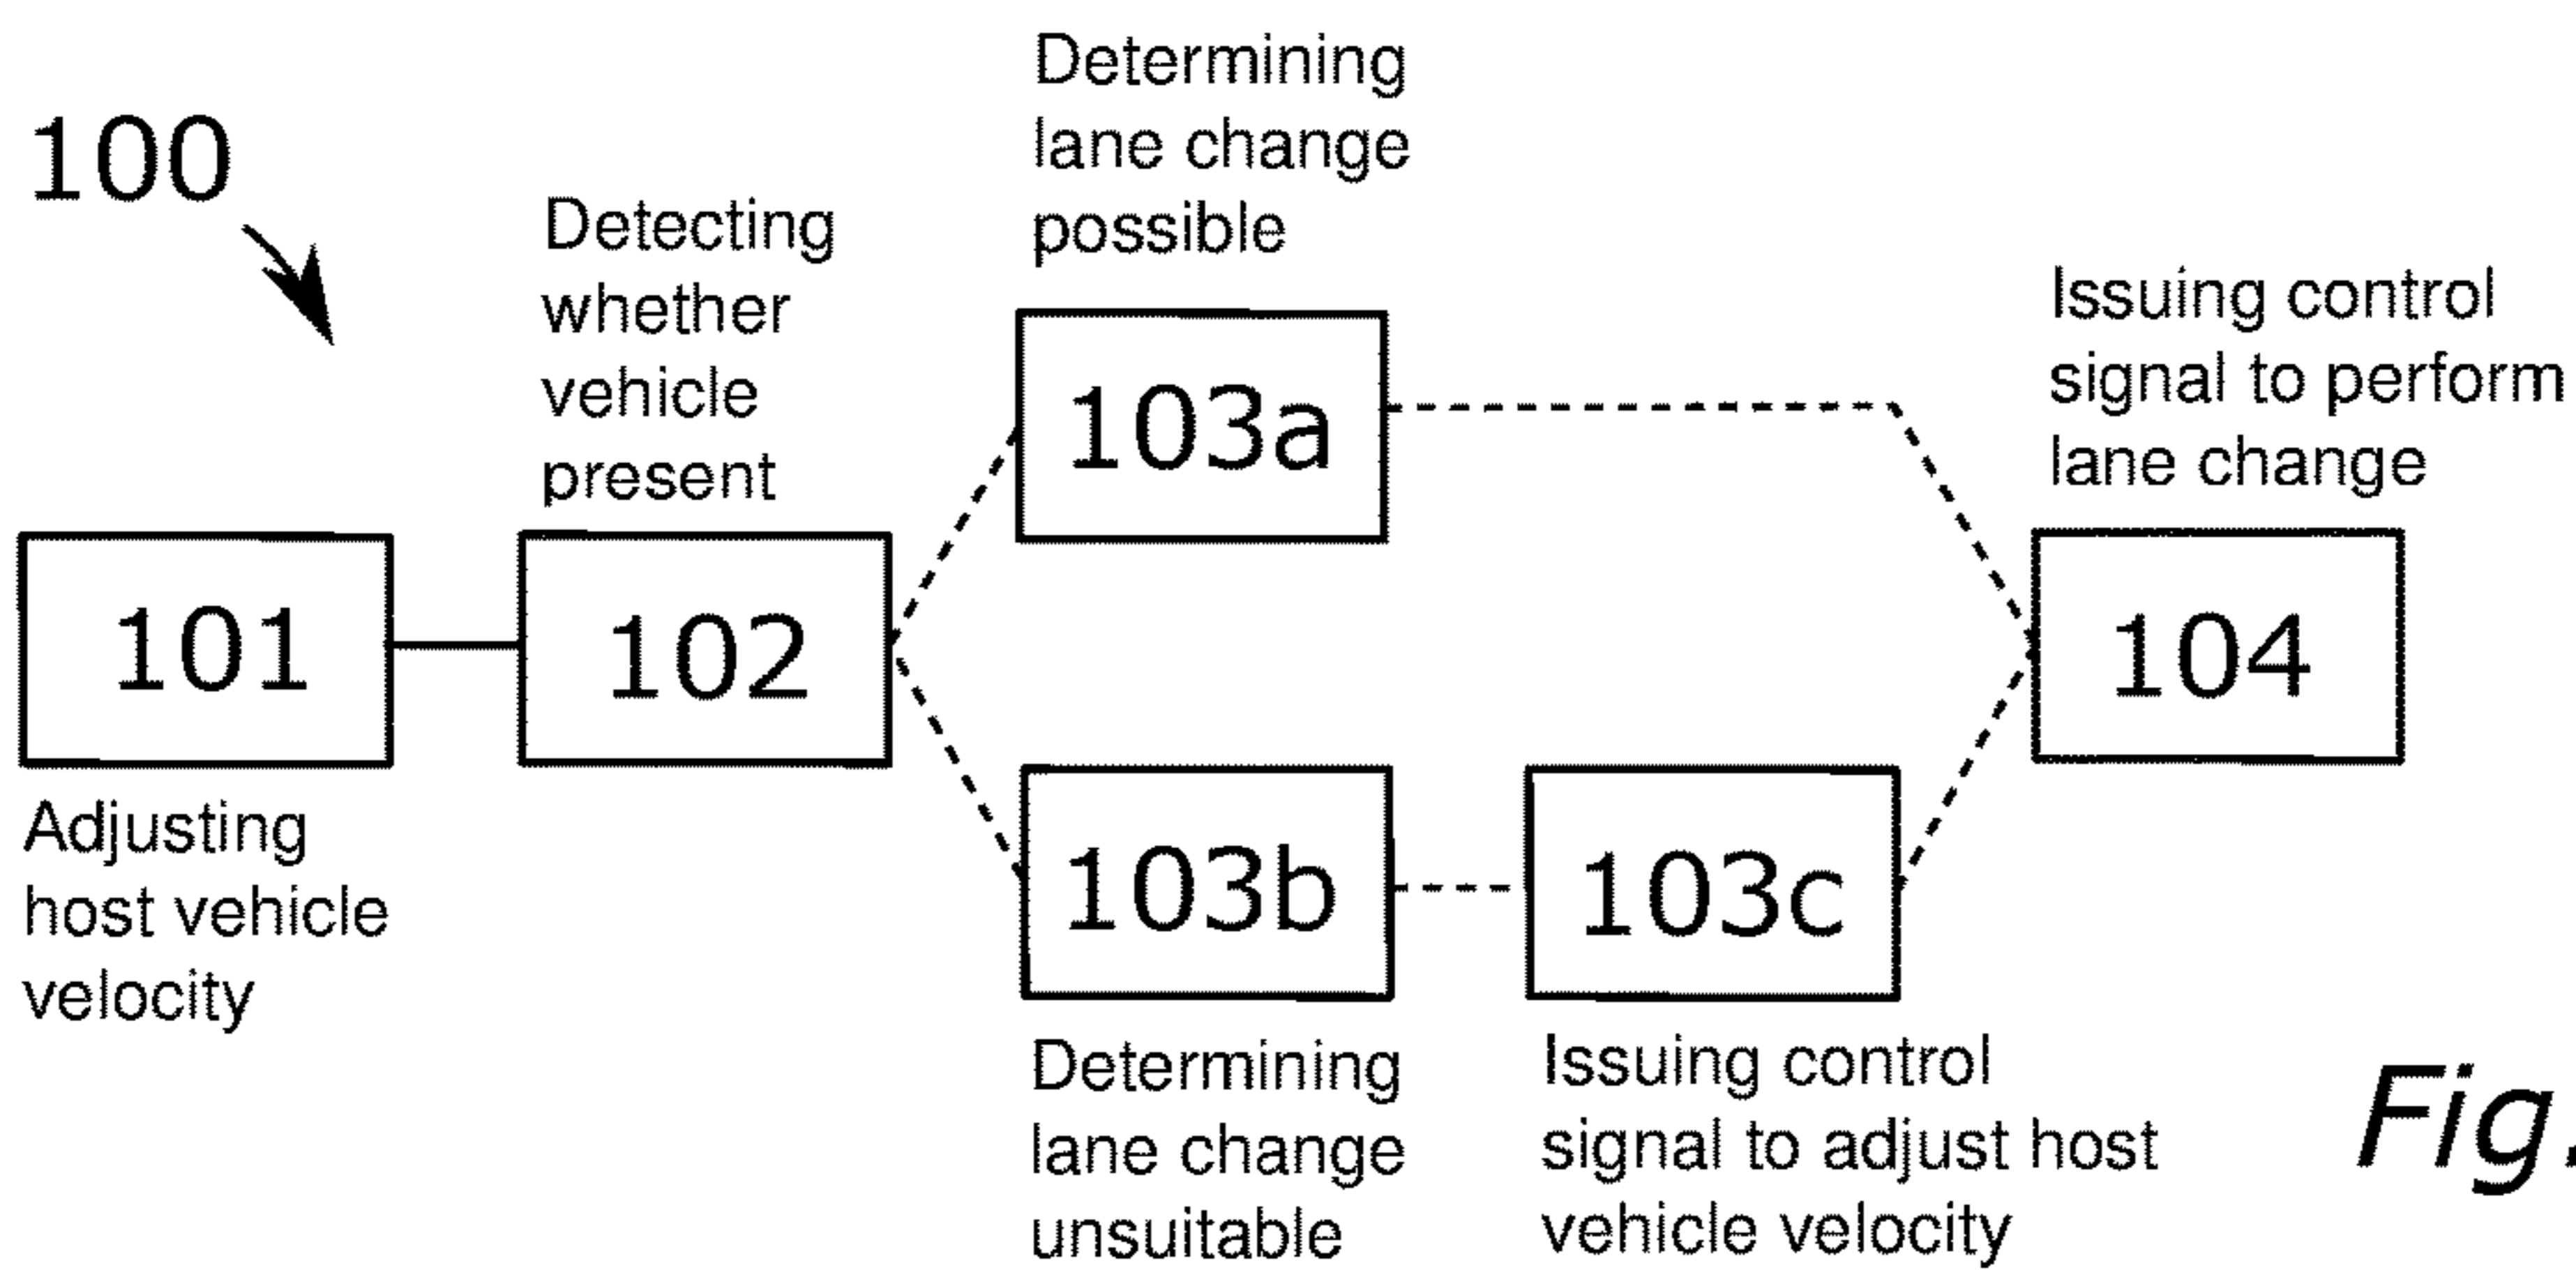 100
Detecting
whether
vehicle
present
Determining
lane change
possible
Issuing control
signal to perform
lane change
101
102
103a
103b
103c
104
Adjusting
host vehicle
velocity
Determining
lane change
unsuitable
Issuing control
signal to adjust host
vehicle velocity
Fig.